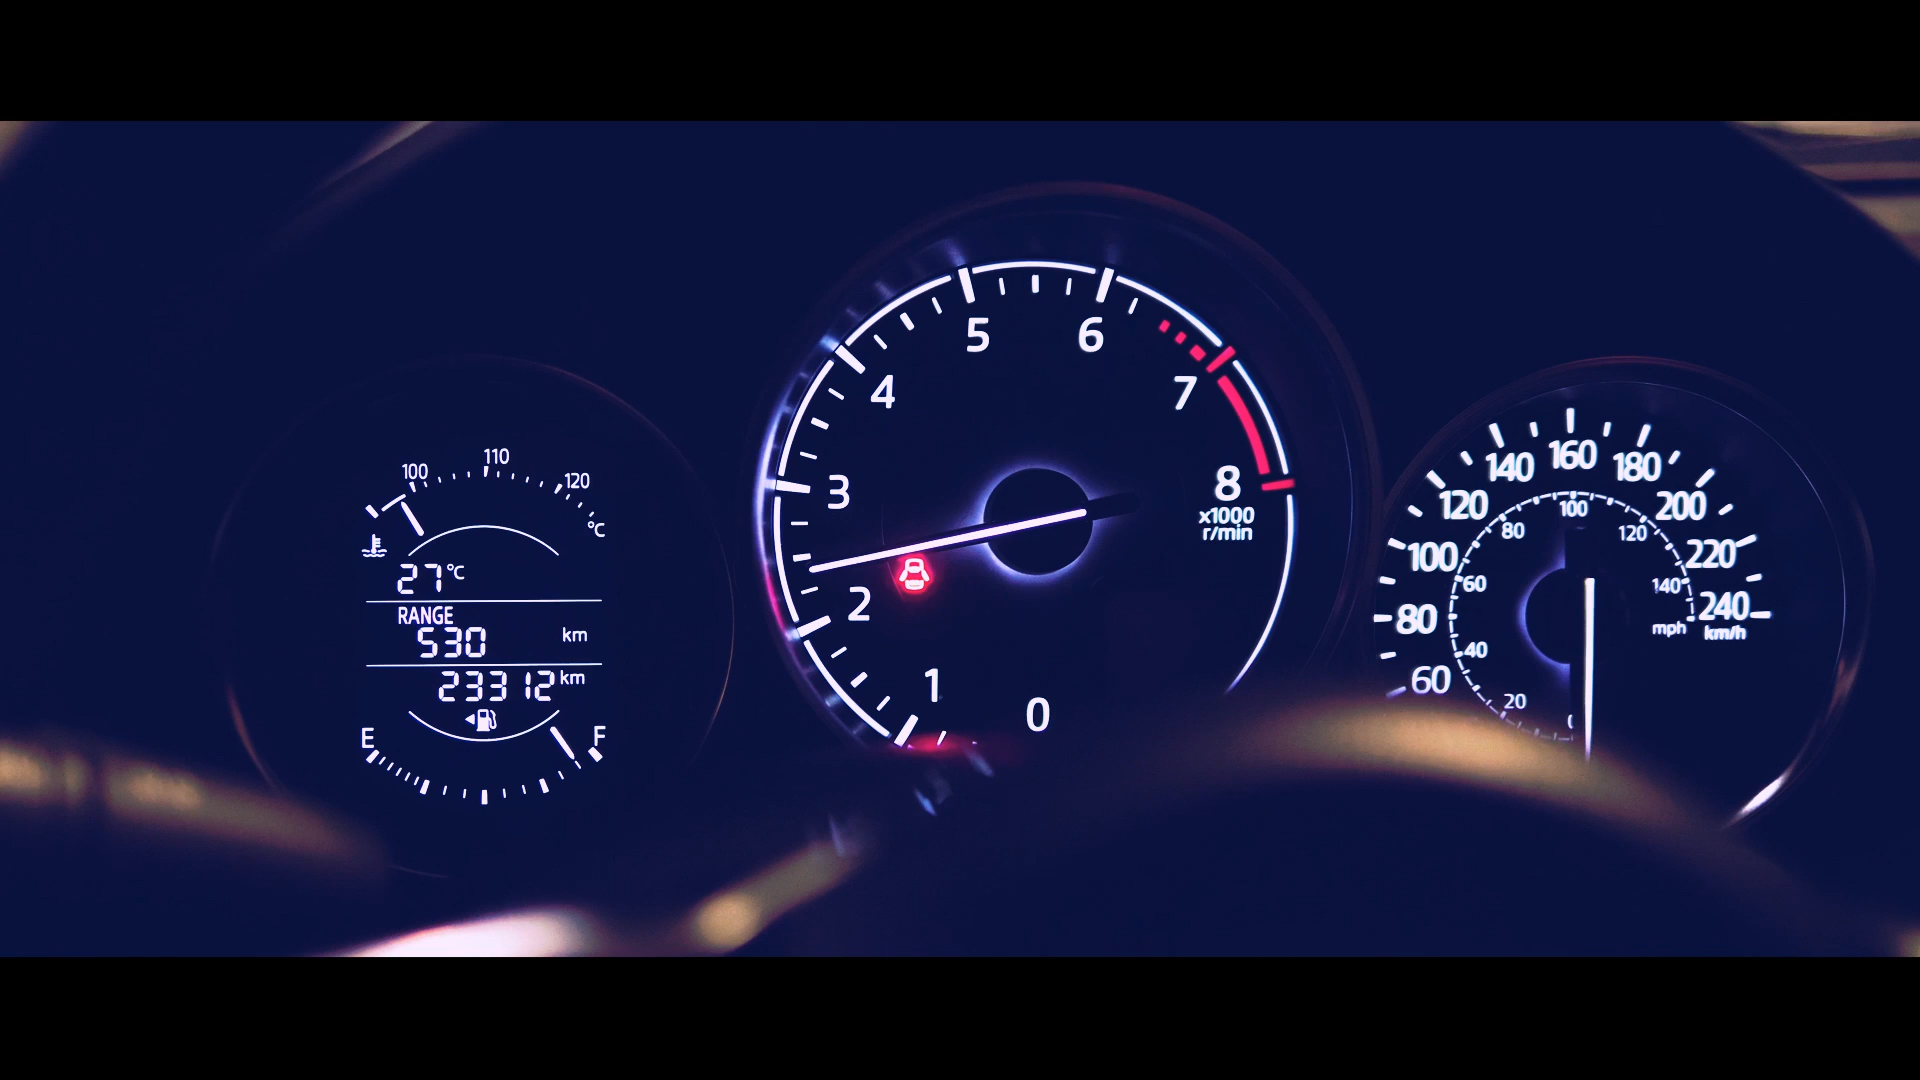 100 110 120
°C
27°C
RANGE
530 km
23312 km
E F
0 1 2 3 4 5 6 7 8
x1000
r/min
60 80 100 120 140 160 180 200 220 240
km/h
20 40 60 80 100 120 140
mph